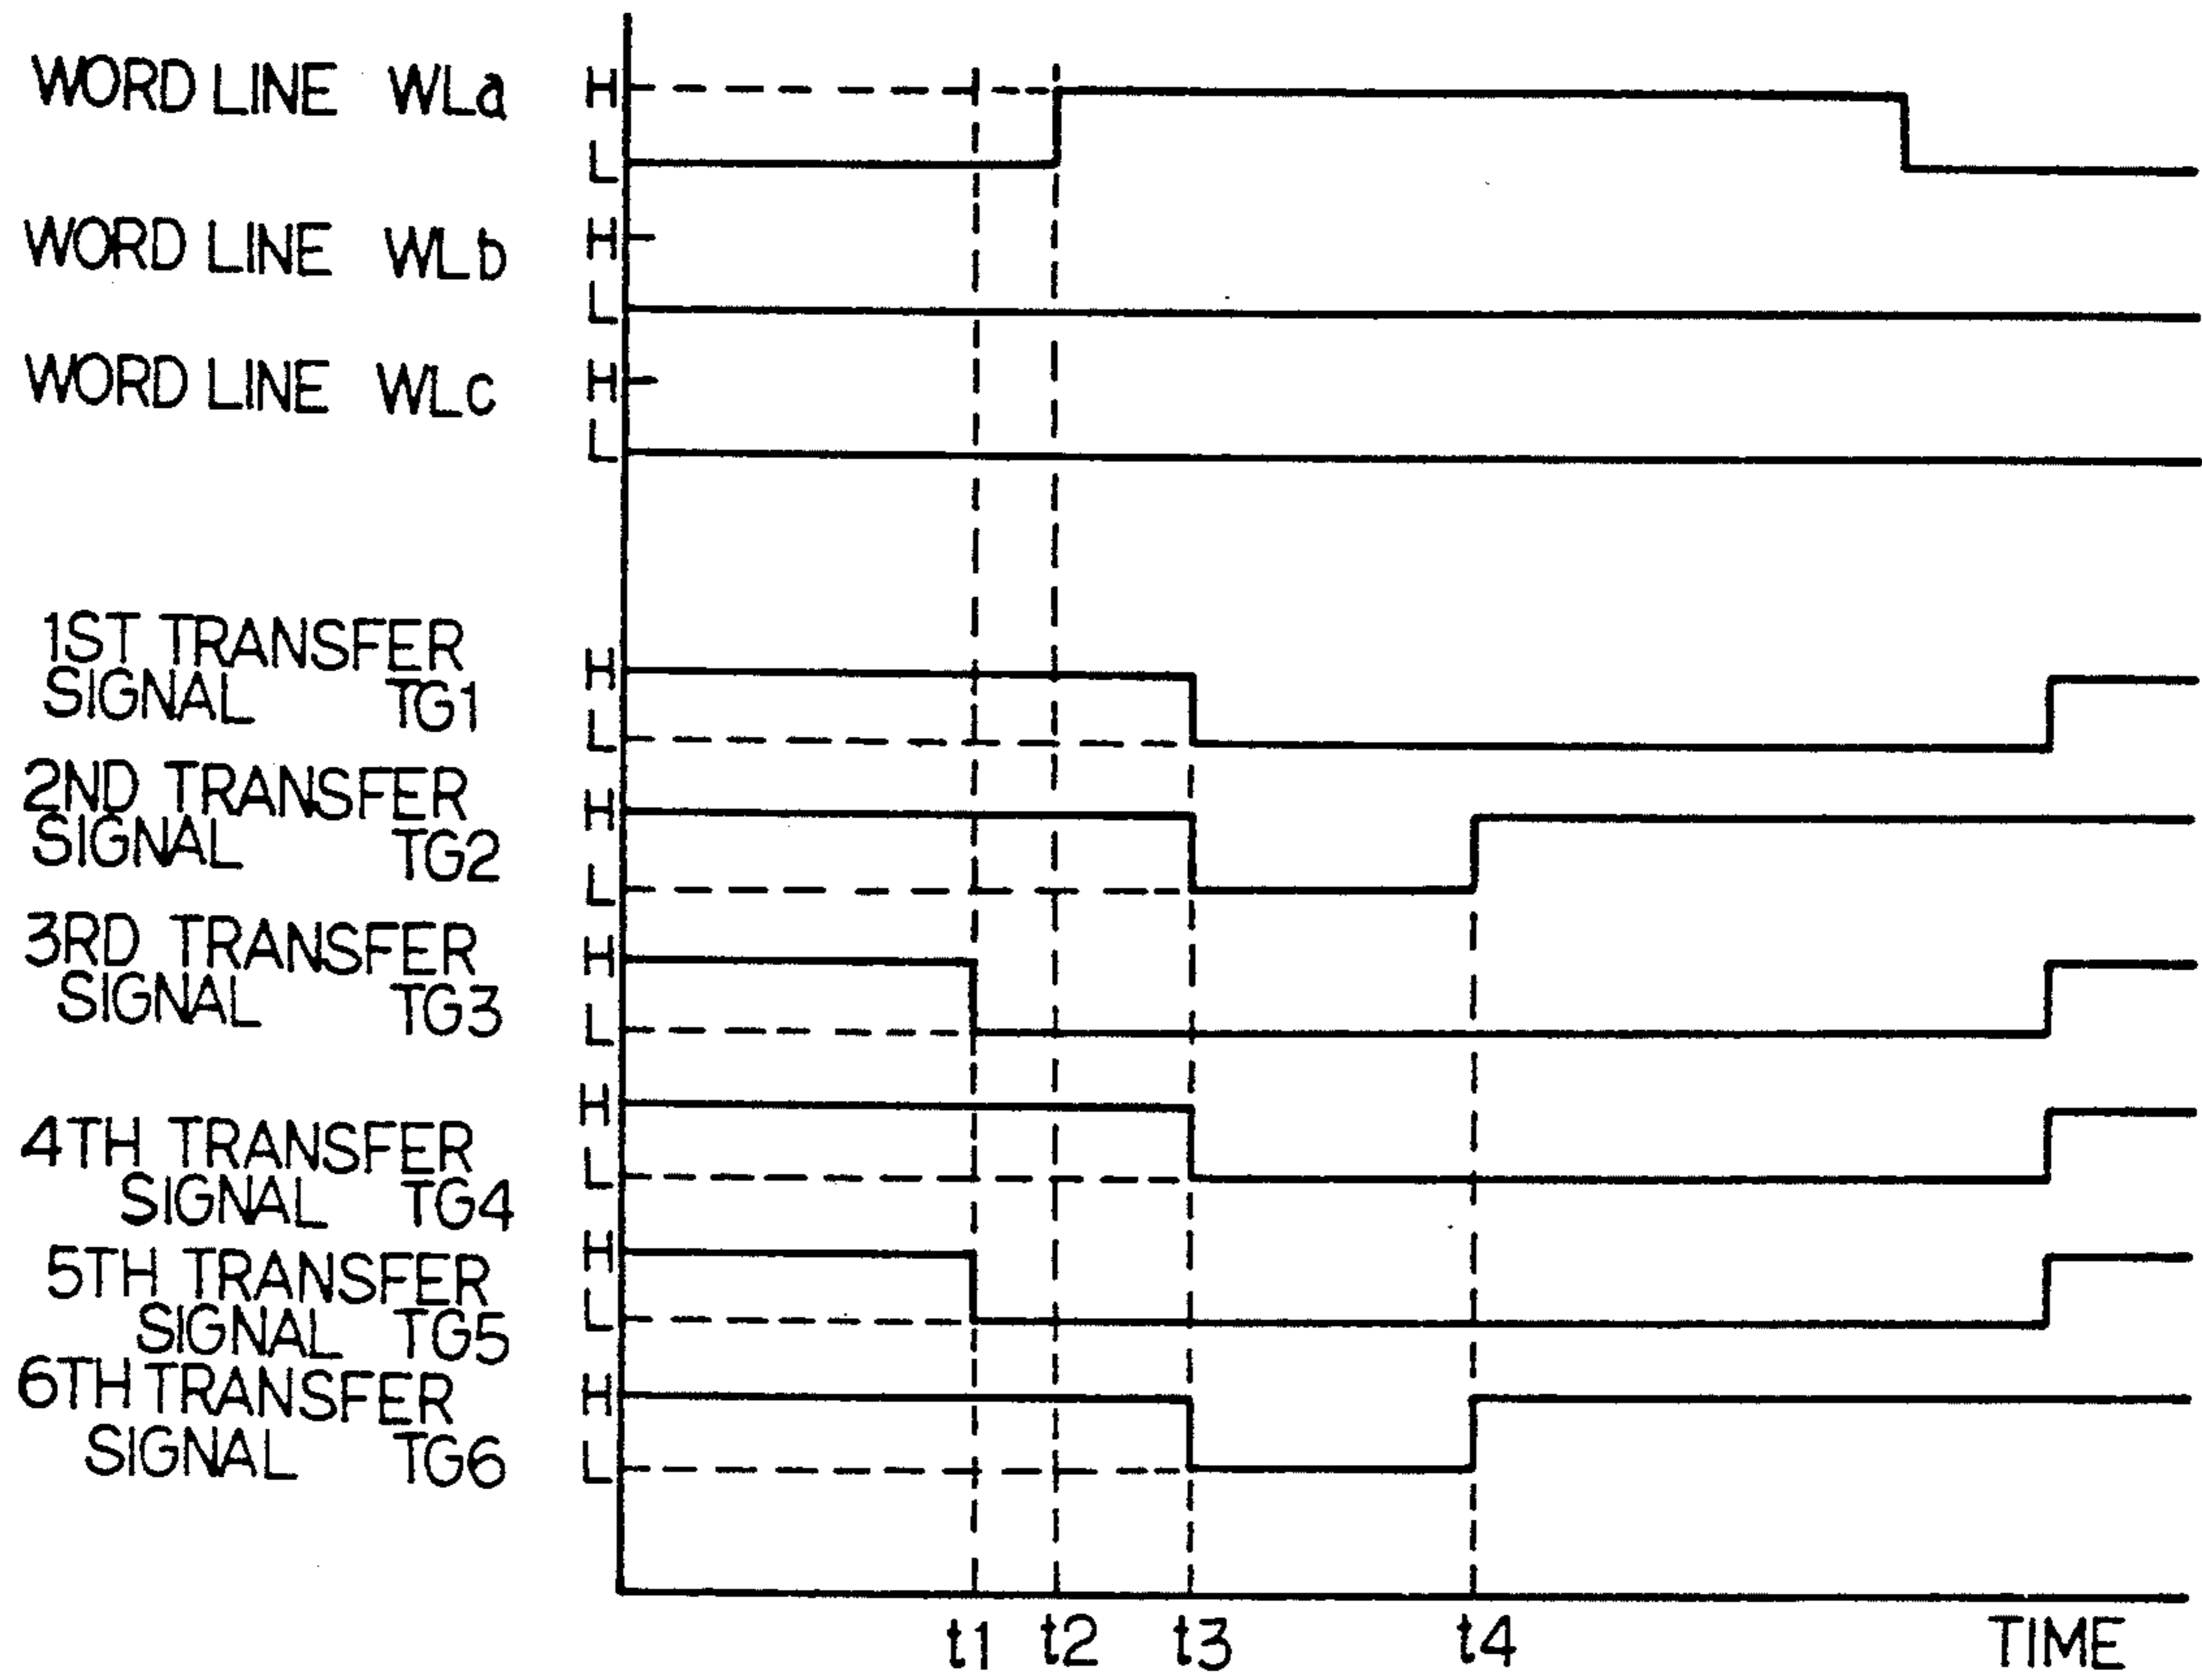 WORD LINE WLa H
L
WORD LINE WLb H
L
WORD LINE WLc H
L
1ST TRANSFER H
SIGNAL TG1 L
2ND TRANSFER H
SIGNAL TG2 L
3RD TRANSFER H
SIGNAL TG3 L
H
4TH TRANSFER L
SIGNAL TG4
5TH TRANSFER H
SIGNAL TG5 L
6TH TRANSFER H
SIGNAL TG6 L
t1 t2 t3 t4 TIME